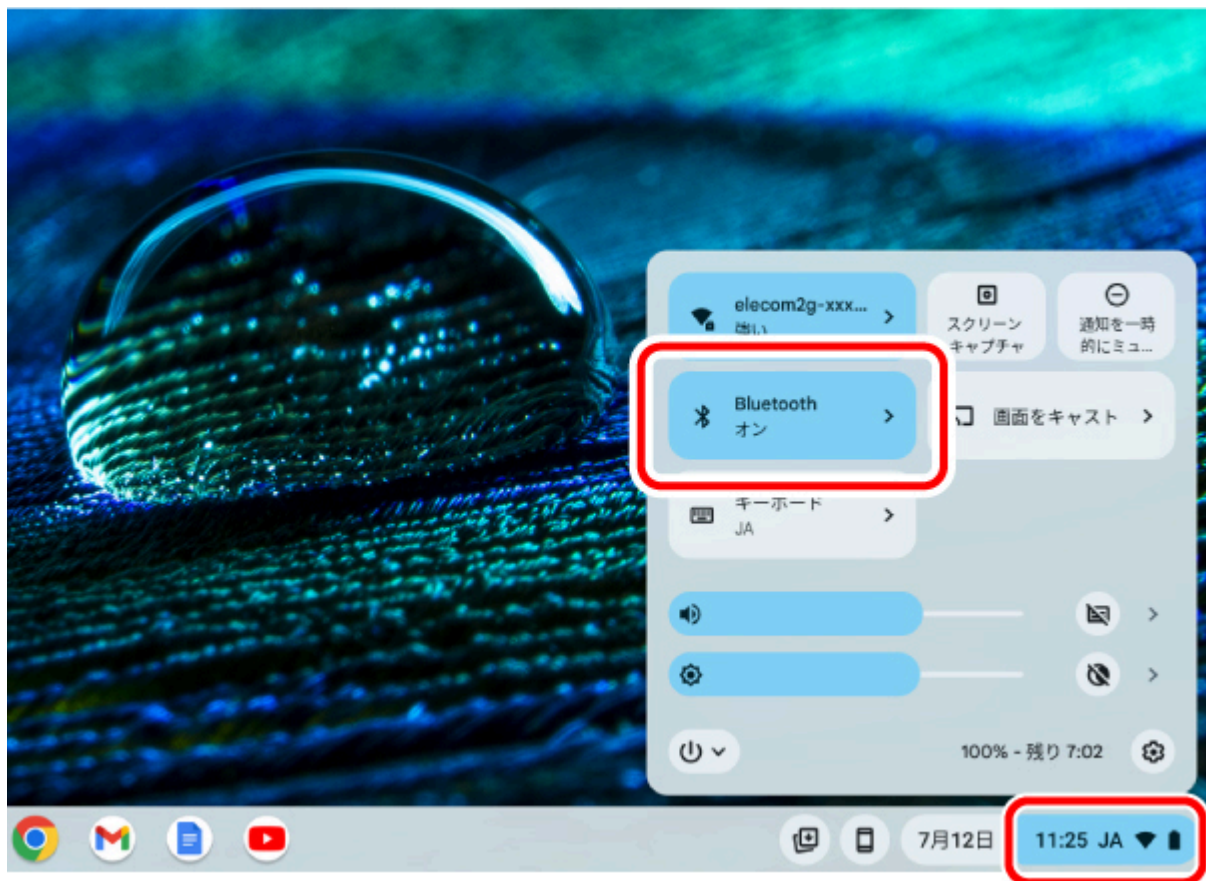 elecom2g-xxx...
強い
スクリーン
キャプチャ
通知を一時
的にミュ...
Bluetooth
オン
画面をキャスト
キーボード
JA
100% - 残り 7:02
7月12日
11:25 JA